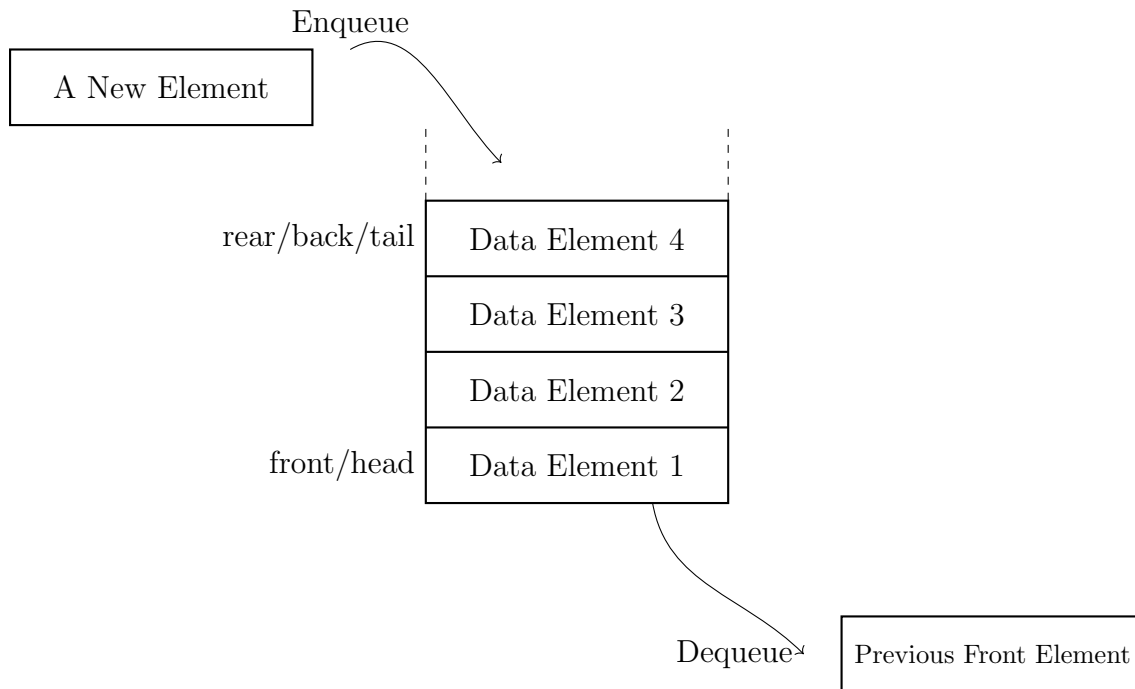 Enqueue
A New Element
rear/back/tail
Data Element 4
Data Element 3
Data Element 2
front/head
Data Element 1
Dequeue
Previous Front Element